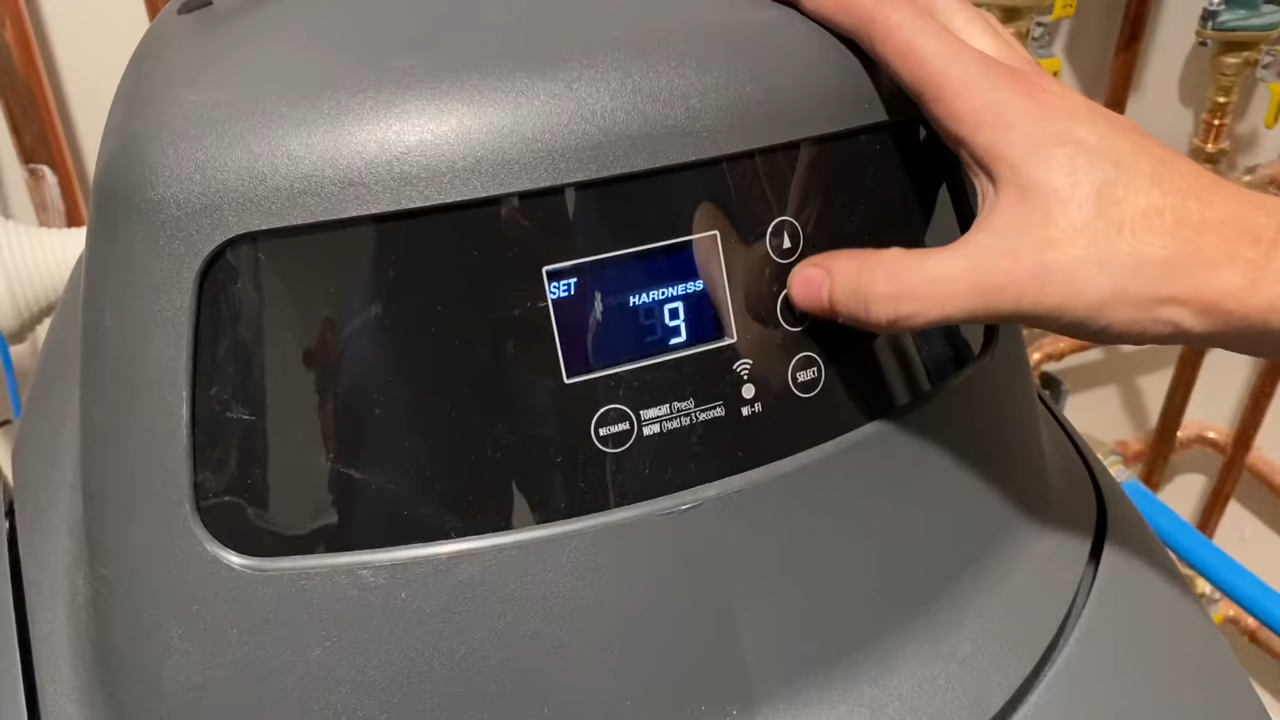 SET
HARDNESS
9
SELECT
WI-FI
RECHARGE
TONIGHT (Press)
NOW (Hold for 3 Seconds)